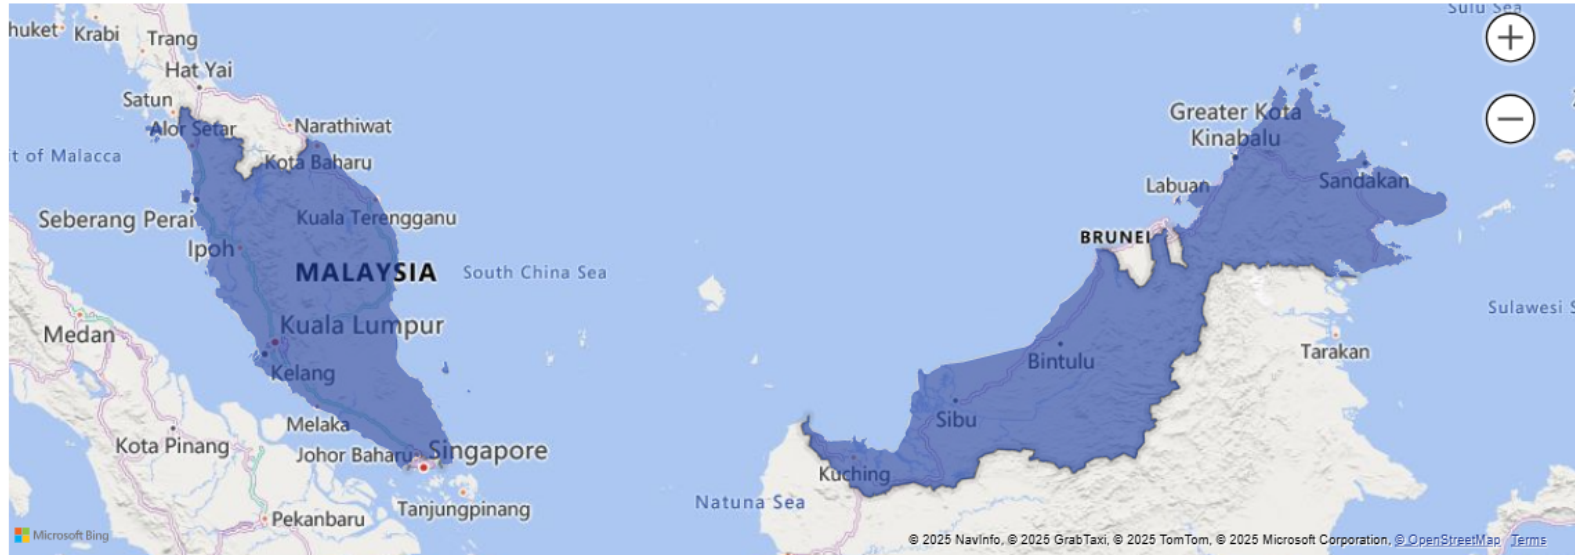 Sulu Sea
huket
Krabi
Trang
Hat Yai
Satun
Alor Setar
Narathiwat
Kota Baharu
t of Malacca
Seberang Perai
Kuala Terengganu
Ipoh
MALAYSIA
South China Sea
Medan
Kuala Lumpur
Kelang
Melaka
Kota Pinang
Johor Baharu
Singapore
Tanjungpinang
Pekanbaru
Greater Kota
Kinabalu
Labuan
Sandakan
BRUNEI
Sulawesi S
Bintulu
Tarakan
Sibu
Kuching
Natuna Sea
Microsoft Bing
© 2025 NavInfo, © 2025 GrabTaxi, © 2025 TomTom, © 2025 Microsoft Corporation, © OpenStreetMap Terms